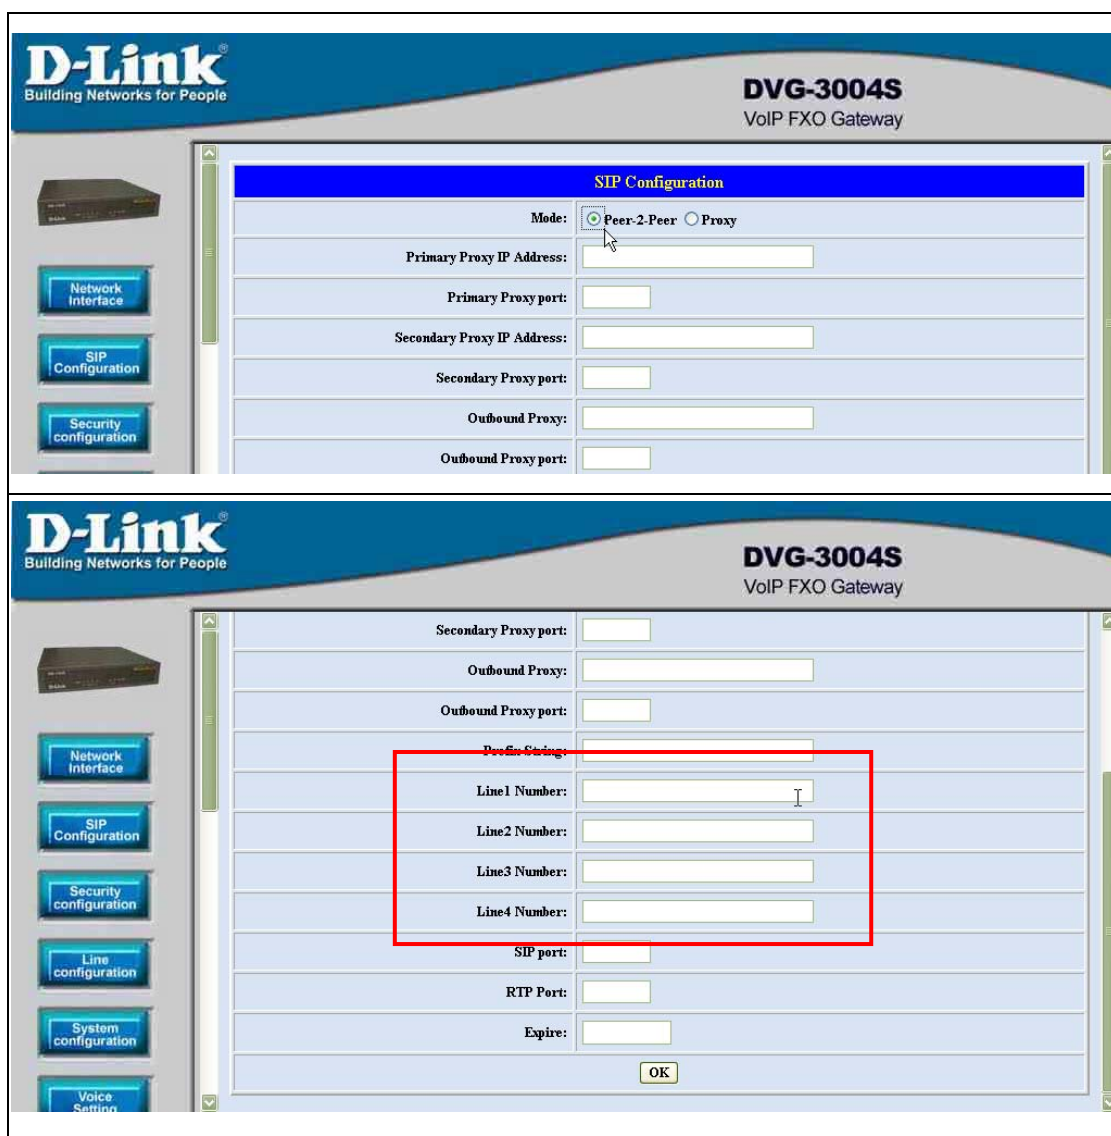 D-Link®
Building Networks for People
DVG-3004S
VoIP FXO Gateway
Network Interface
SIP Configuration
Security configuration
SIP Configuration
Mode: Peer-2-Peer Proxy
Primary Proxy IP Address:
Primary Proxy port:
Secondary Proxy IP Address:
Secondary Proxy port:
Outbound Proxy:
Outbound Proxy port:
D-Link®
Building Networks for People
DVG-3004S
VoIP FXO Gateway
Network Interface
SIP Configuration
Security configuration
Line configuration
System configuration
Voice Setting
Secondary Proxy port:
Outbound Proxy:
Outbound Proxy port:
Prefix String:
Line1 Number:
Line2 Number:
Line3 Number:
Line4 Number:
SIP port:
RTP Port:
Expire:
OK